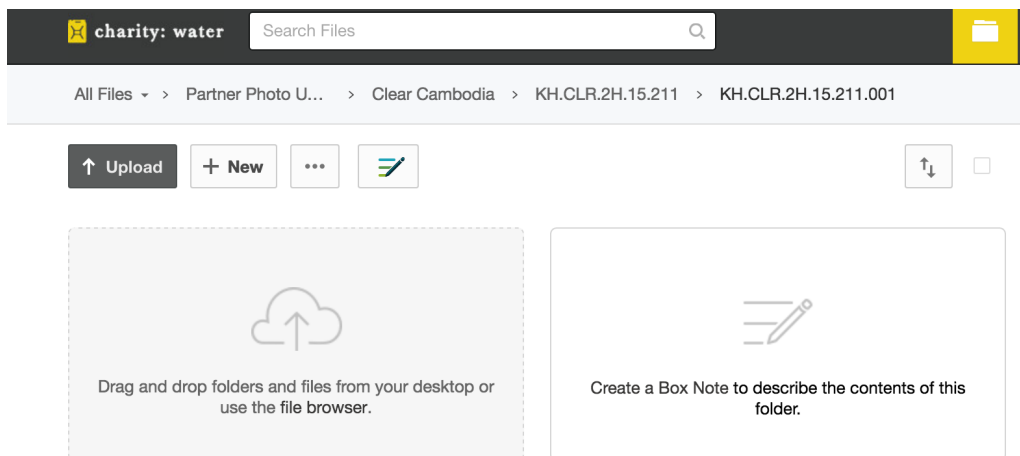 charity: water
Search Files
All Files > Partner Photo U... > Clear Cambodia > KH.CLR.2H.15.211 > KH.CLR.2H.15.211.001
Upload
+ New
...
Drag and drop folders and files from your desktop or
use the file browser.
Create a Box Note to describe the contents of this
folder.